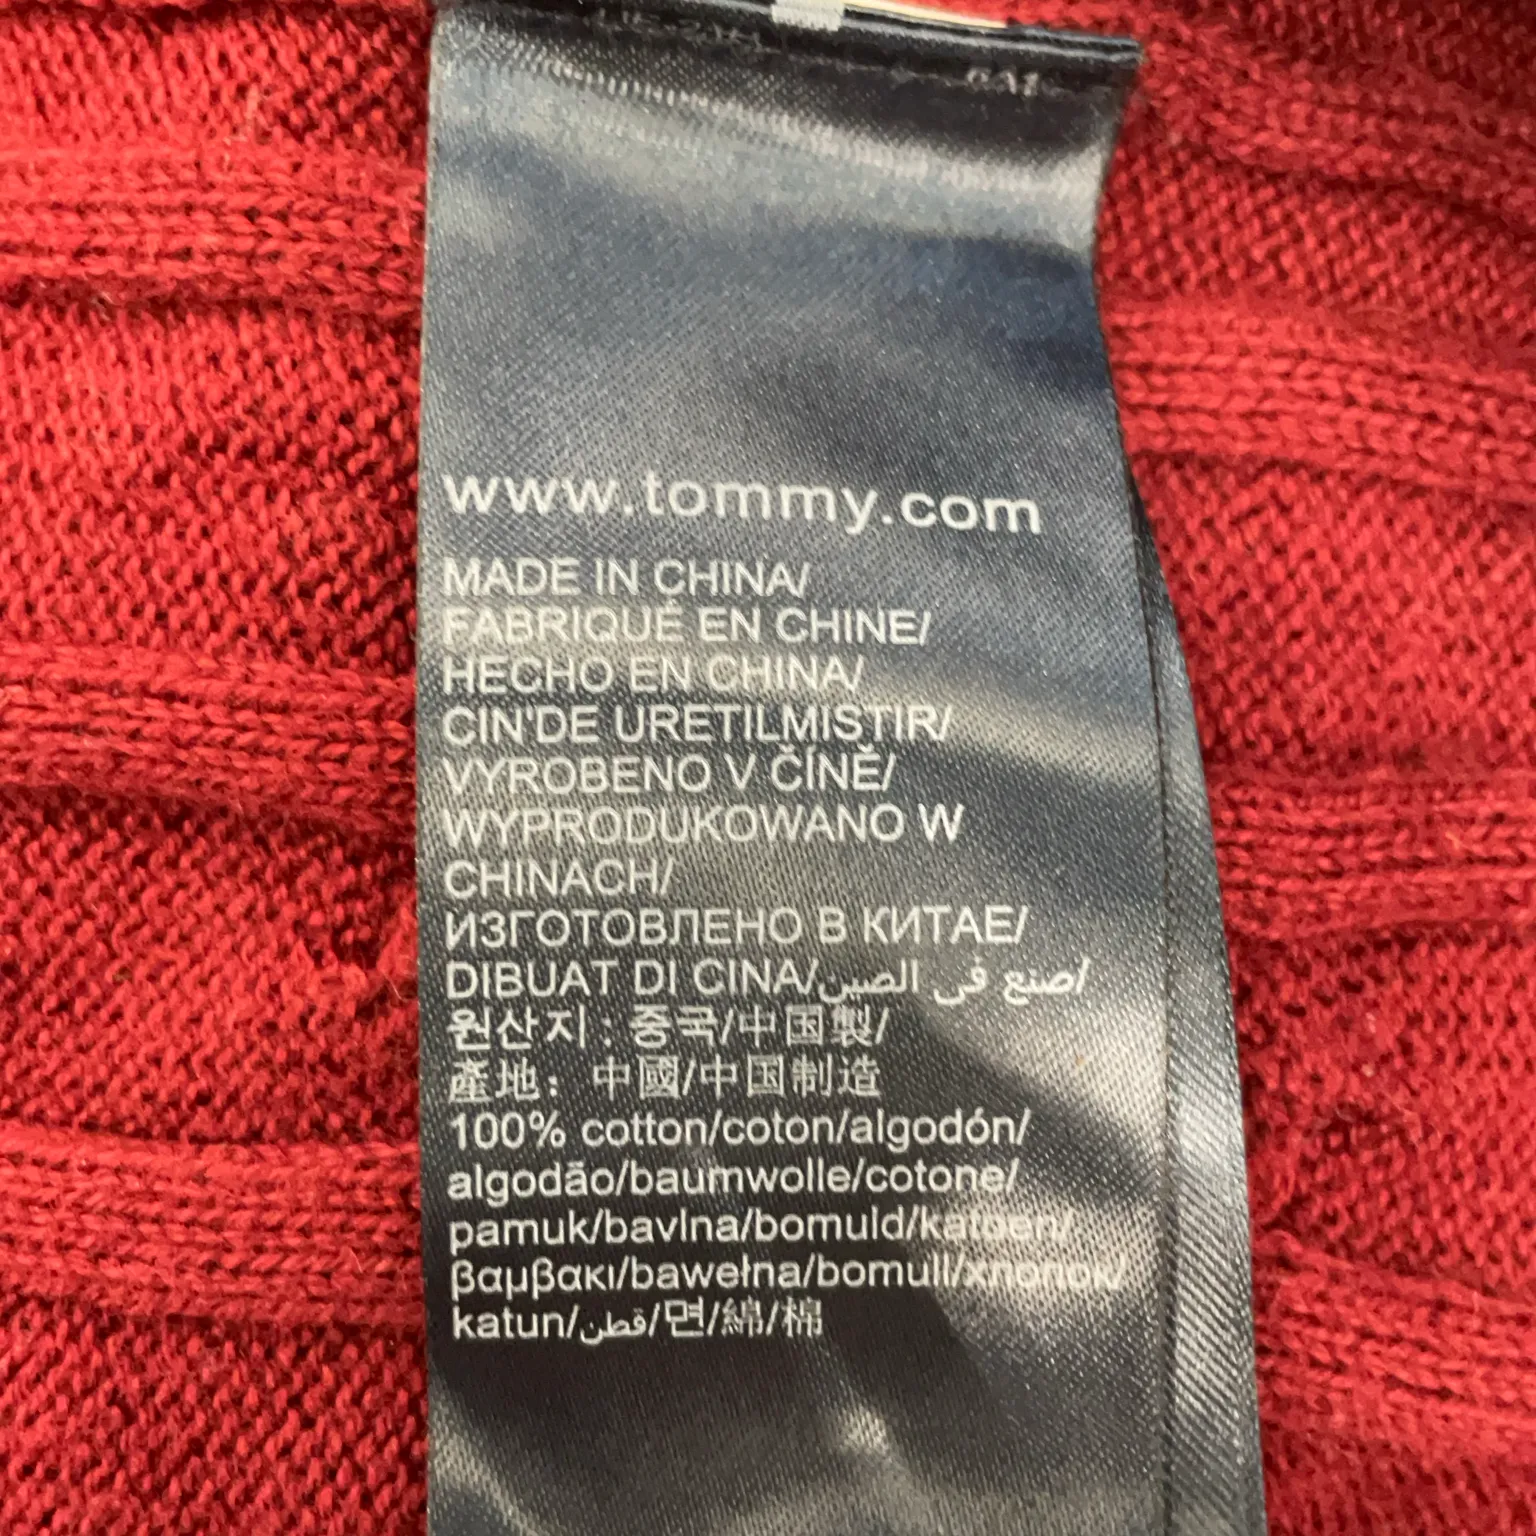 www.tommy.com
MADE IN CHINA/
FABRIQUÉ EN CHINE/
HECHO EN CHINA/
CIN'DE URETILMISTIR/
VYROBENO V ČÍNĚ/
WYPRODUKOWANO W
CHINACH/
ИЗГОТОВЛЕНО В КИТАЕ/
DIBUAT DI CINA/صنع في الصين/
원산지: 중국/中国製/
產地: 中國/中国制造
100% cotton/coton/algodón/
algodão/baumwolle/cotone/
pamuk/bavlna/bomuld/katoen/
βαμβακι/bawełna/bomull/хлопок/
katun/قطن/면/綿/棉